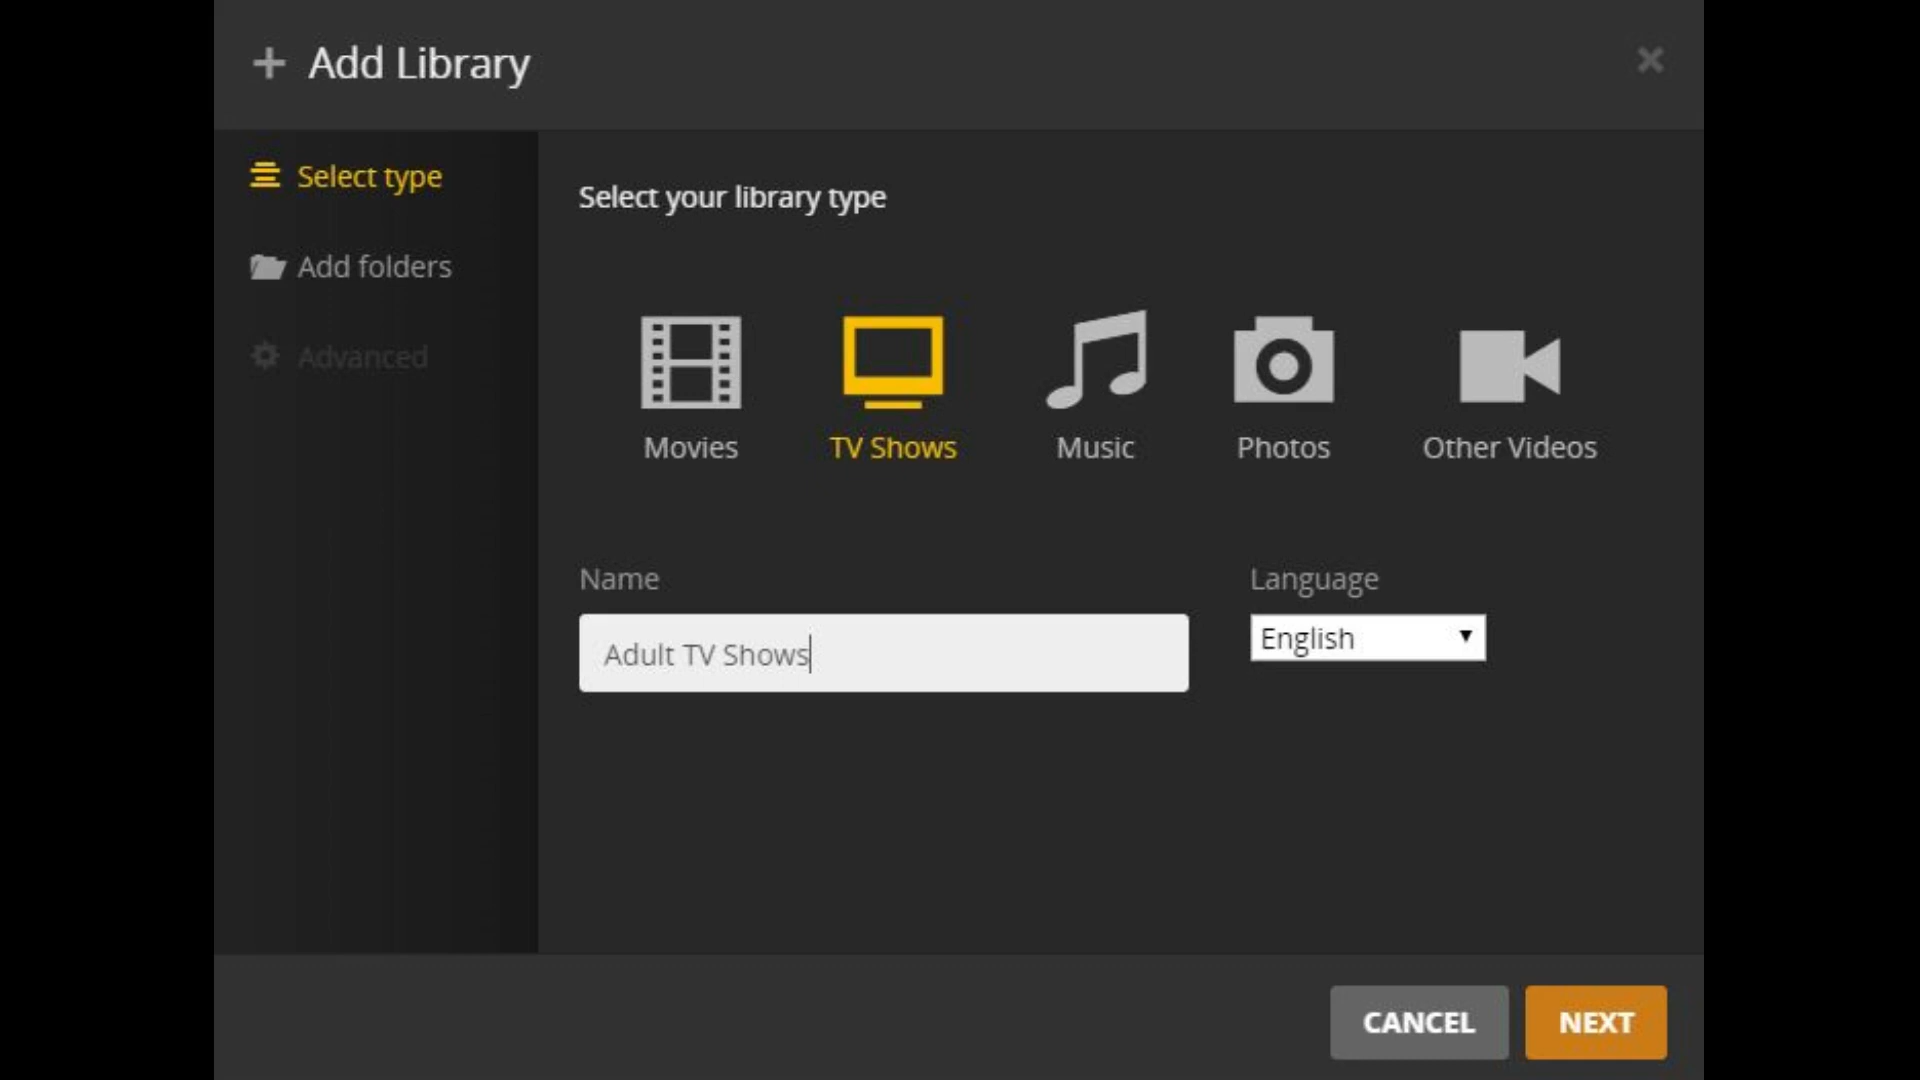 Add Library
Select type
Add folders
Advanced
Select your library type
Movies
TV Shows
Music
Photos
Other Videos
Name
Language
Adult TV Shows
English
CANCEL
NEXT